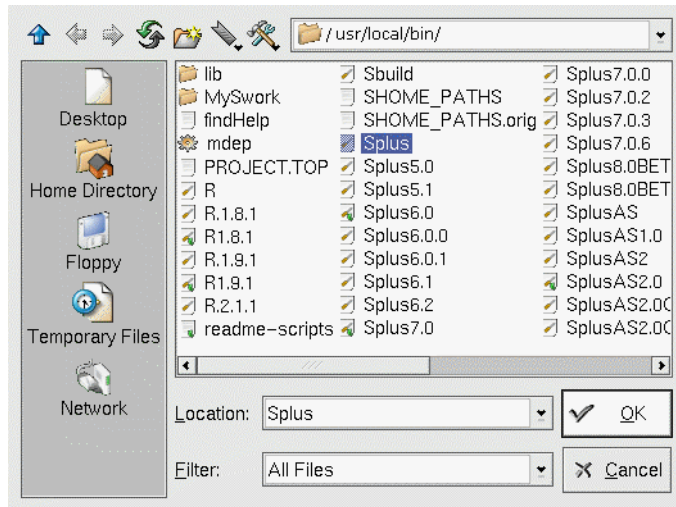 /usr/local/bin/
Desktop
Home Directory
Floppy
Temporary Files
Network
lib
MySwork
findHelp
mdep
PROJECT.TOP
R
R.1.8.1
R1.8.1
R.1.9.1
R1.9.1
R.2.1.1
readme-scripts
Sbuild
SHOME_PATHS
SHOME_PATHS.orig
Splus
Splus5.0
Splus5.1
Splus6.0
Splus6.0.0
Splus6.0.1
Splus6.1
Splus6.2
Splus7.0
Splus7.0.0
Splus7.0.2
Splus7.0.3
Splus7.0.6
Splus8.0BET
Splus8.0BET
SplusAS
SplusAS1.0
SplusAS2
SplusAS2.0
SplusAS2.0
SplusAS2.0
Location: Splus
OK
Filter: All Files
Cancel